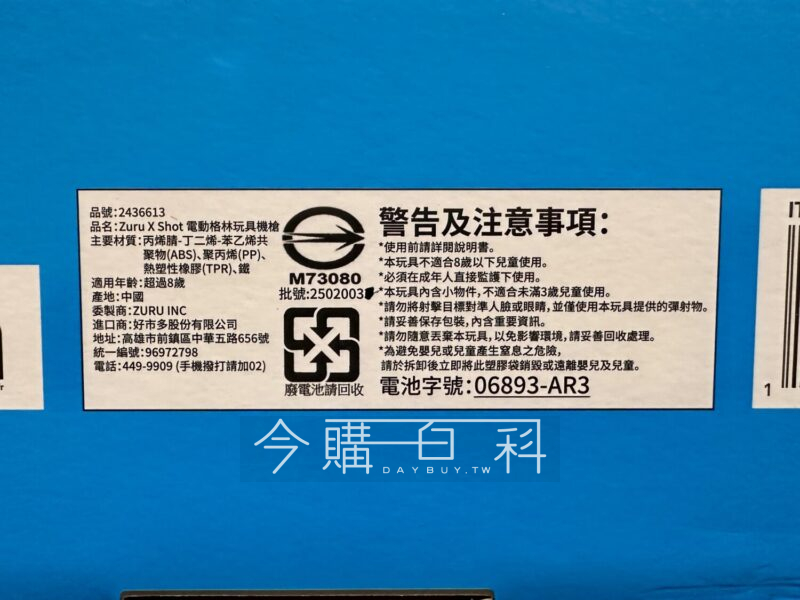 品號:2436613
品名:Zuru X Shot 電動格林玩具機槍
主要材質:丙烯腈-丁二烯-苯乙烯共
聚物(ABS)、聚丙烯(PP)、
熱塑性橡膠(TPR)、鐵
適用年齡:超過8歲
產地:中國
委製商:ZURU INC
進口商:好市多股份有限公司
地址:高雄市前鎮區中華五路656號
統一編號:96972798
電話:449-9909 (手機撥打請加02)
M73080
批號:2502003
廢電池請回收
警告及注意事項:
*使用前請詳閱說明書。
*本玩具不適合8歲以下兒童使用。
*必須在成年人直接監護下使用。
*本玩具內含小物件,不適合未滿3歲兒童使用。
*請勿將射擊目標對準人臉或眼睛,並僅使用本玩具提供的彈射物。
*請妥善保存包裝,內含重要資訊。
*請勿隨意丟棄本玩具,以免影響環境,請妥善回收處理。
*為避免嬰兒或兒童產生窒息之危險,
請於拆卸後立即將此塑膠袋銷毀或遠離嬰兒及兒童。
電池字號:06893-AR3
IT
1
r
今購百科
DAYBUY.TW